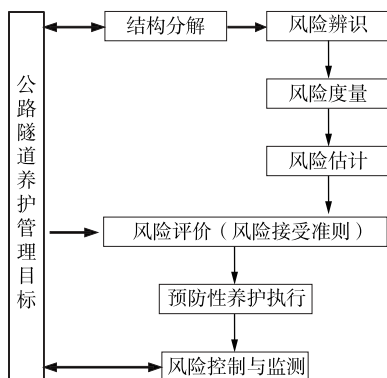 公路隧道养护管理目标
结构分解
风险辨识
风险度量
风险估计
风险评价（风险接受准则）
预防性养护执行
风险控制与监测